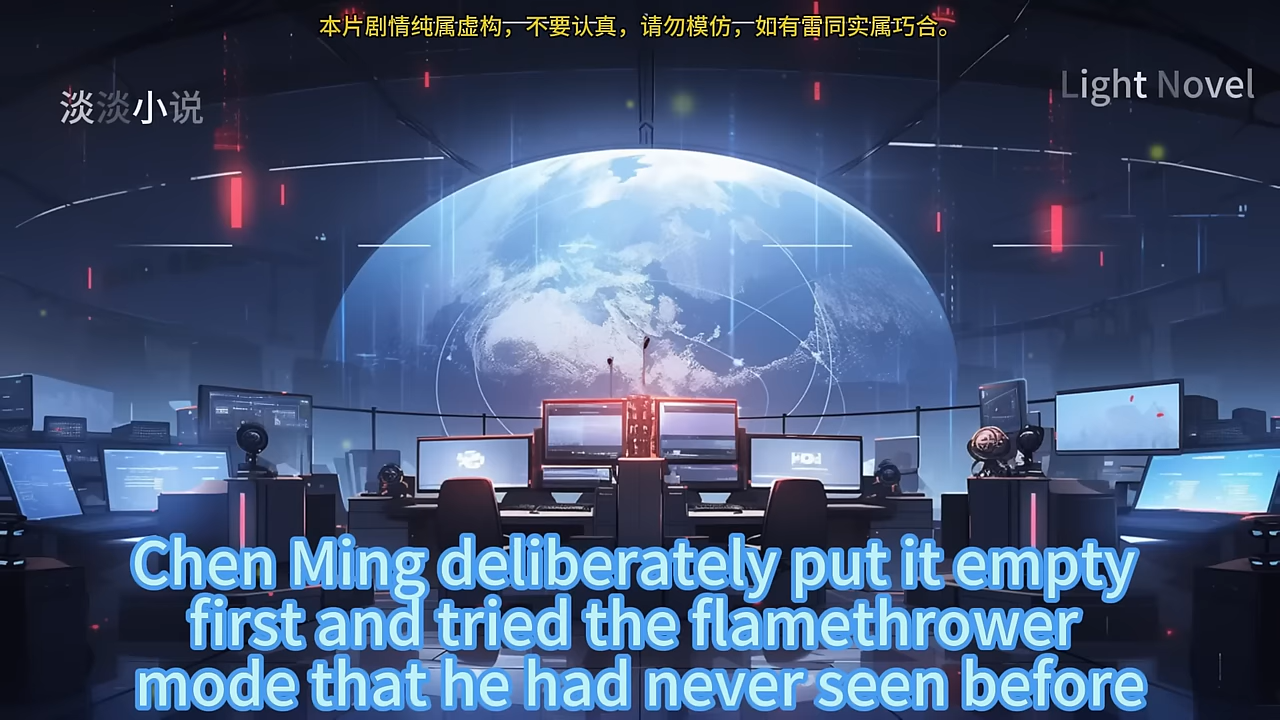 本片剧情纯属虚构，不要认真，请勿模仿，如有雷同实属巧合。
淡淡小说
Light Novel
Chen Ming deliberately put it empty
first and tried the flamethrower
mode that he had never seen before